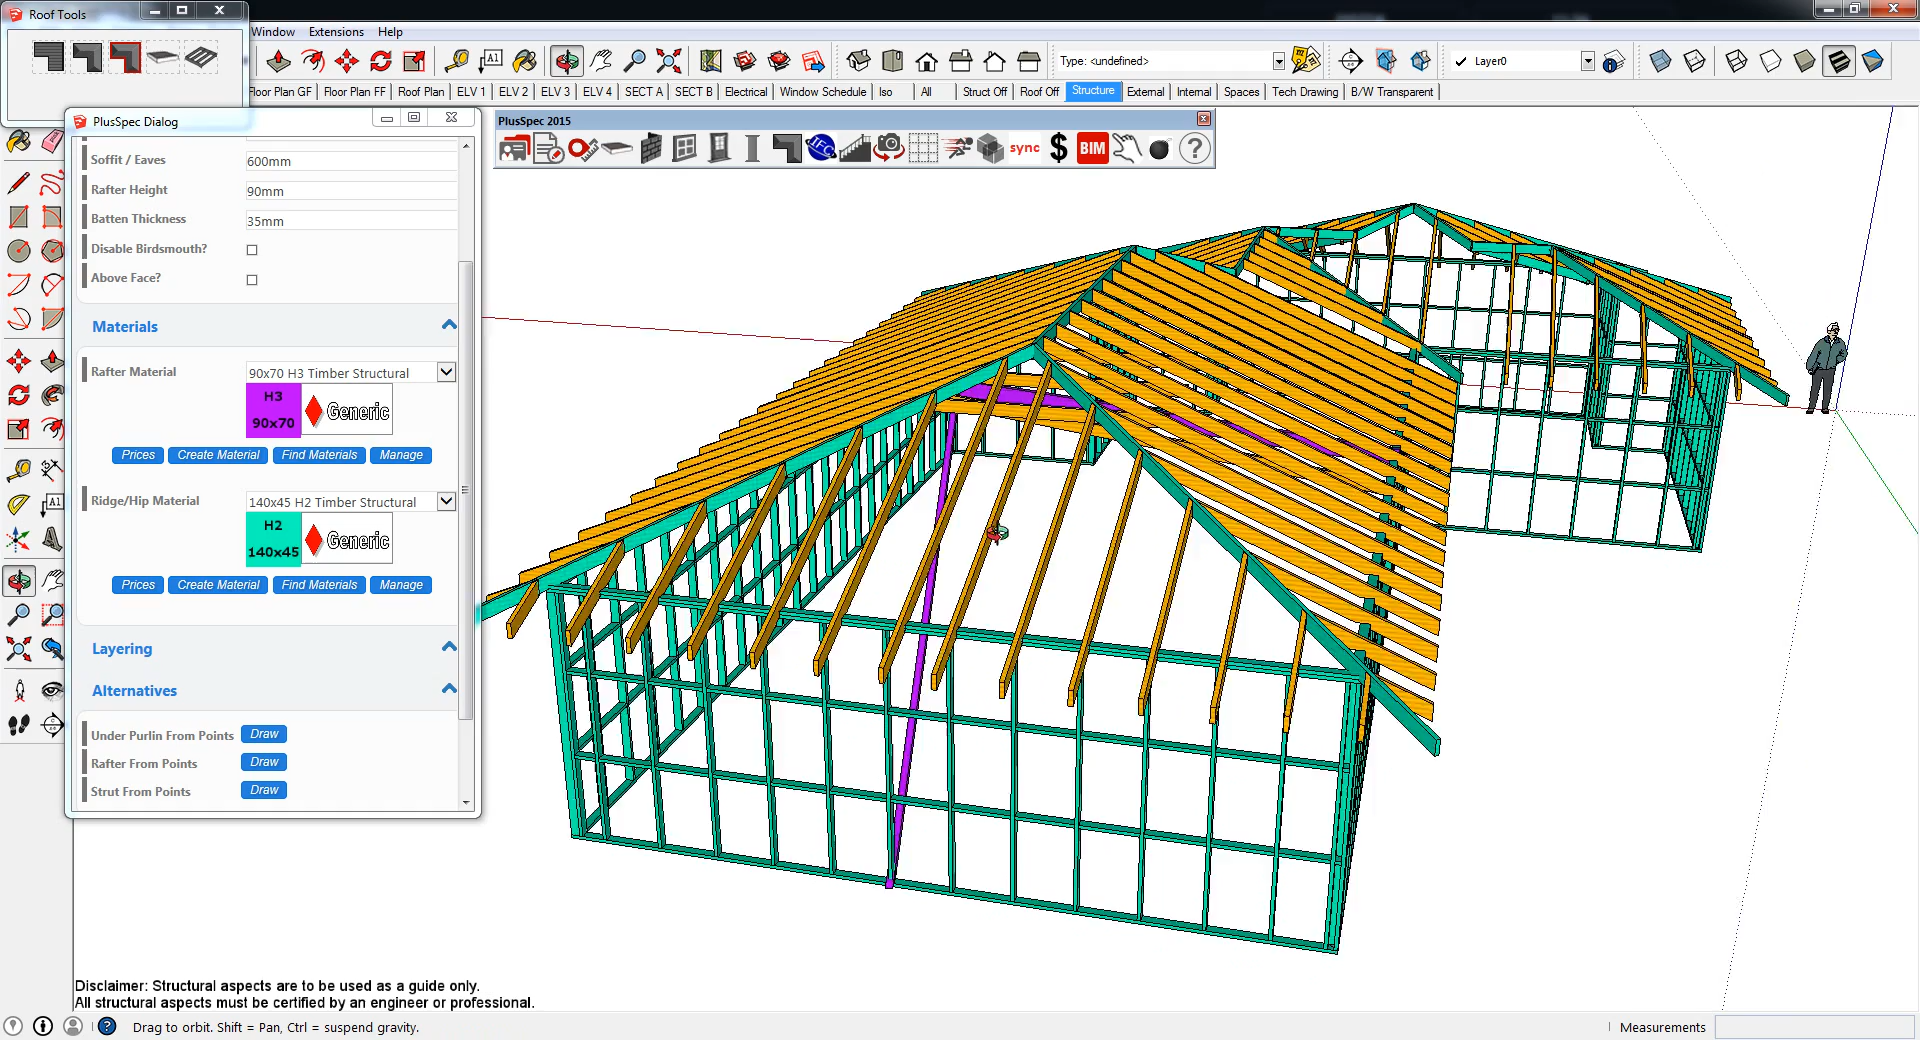 Roof Tools
Window Extensions Help
Type: <undefined>
Layer0
Floor Plan GF Floor Plan FF Roof Plan ELV 1 ELV 2 ELV 3 ELV 4 SECT A SECT B Electrical Window Schedule Iso All Struct Off Roof Off Structure External Internal Spaces Tech Drawing B/W Transparent
PlusSpec Dialog
PlusSpec 2015
IFC sync $ BIM ?
Soffit / Eaves 600mm
Rafter Height 90mm
Batten Thickness 35mm
Disable Birdsmouth?
Above Face?
Materials
Rafter Material 90x70 H3 Timber Structural
H3
90x70
Generic
Prices Create Material Find Materials Manage
Ridge/Hip Material 140x45 H2 Timber Structural
H2
140x45
Generic
Prices Create Material Find Materials Manage
Layering
Alternatives
Under Purlin From Points Draw
Rafter From Points Draw
Strut From Points Draw
Disclaimer: Structural aspects are to be used as a guide only.
All structural aspects must be certified by an engineer or professional.
Drag to orbit. Shift = Pan, Ctrl = suspend gravity.
Measurements